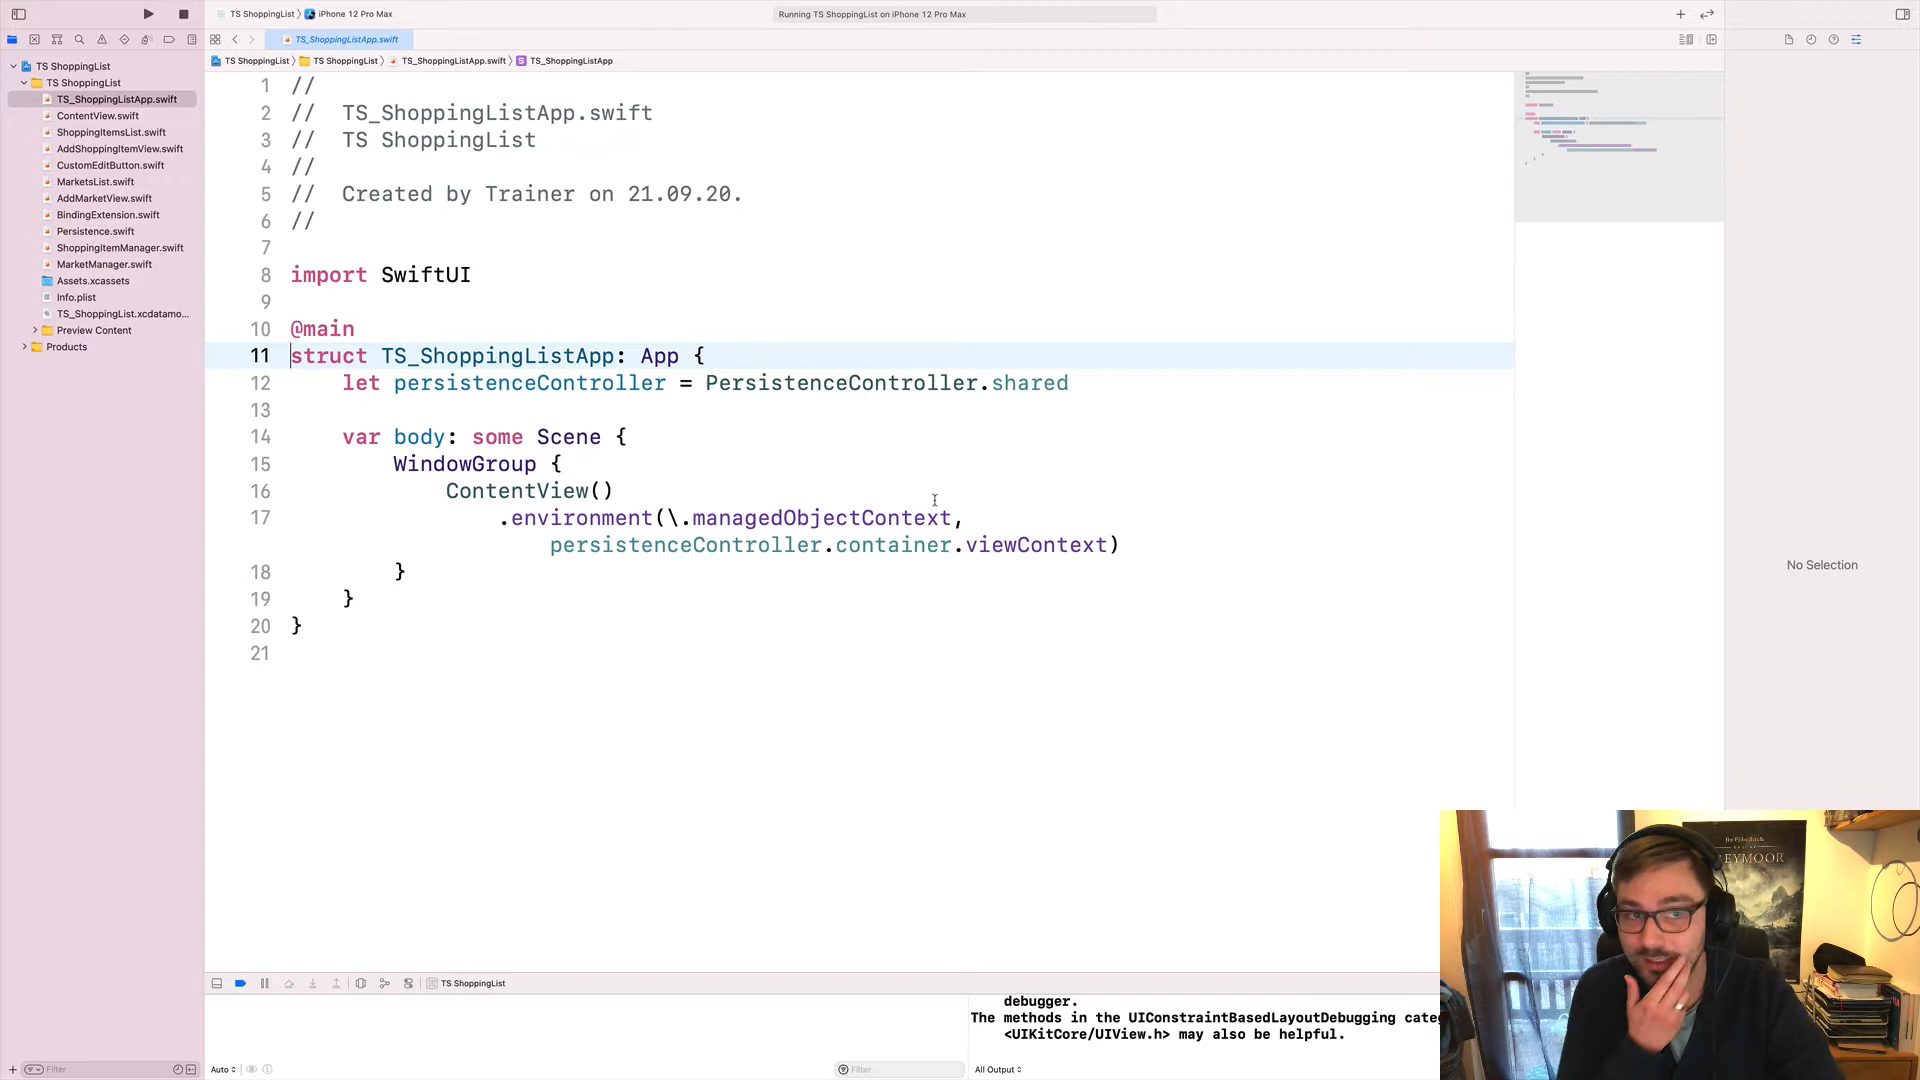 TS ShoppingList
iPhone 12 Pro Max
Running TS ShoppingList on iPhone 12 Pro Max
TS_ShoppingListApp.swift
TS ShoppingList
TS ShoppingList
TS_ShoppingListApp.swift
TS_ShoppingListApp
TS ShoppingList
TS ShoppingList
TS_ShoppingListApp.swift
ContentView.swift
ShoppingItemsList.swift
AddShoppingItemView.swift
CustomEditButton.swift
MarketsList.swift
AddMarketView.swift
BindingExtension.swift
Persistence.swift
ShoppingItemManager.swift
MarketManager.swift
Assets.xcassets
Info.plist
TS_ShoppingList.xcdatamo...
Preview Content
Products
1 //
2 // TS_ShoppingListApp.swift
3 // TS ShoppingList
4 //
5 // Created by Trainer on 21.09.20.
6 //
7
8 import SwiftUI
9
10 @main
11 struct TS_ShoppingListApp: App {
12 let persistenceController = PersistenceController.shared
13
14 var body: some Scene {
15 WindowGroup {
16 ContentView()
17 .environment(\.managedObjectContext,
persistenceController.container.viewContext)
18 }
19 }
20 }
21
No Selection
TS ShoppingList
debugger.
The methods in the UIConstraintBasedLayoutDebugging categ
<UIKitCore/UIView.h> may also be helpful.
Filter
Auto
Filter
All Output
The Elder Scrolls
EYMOOR